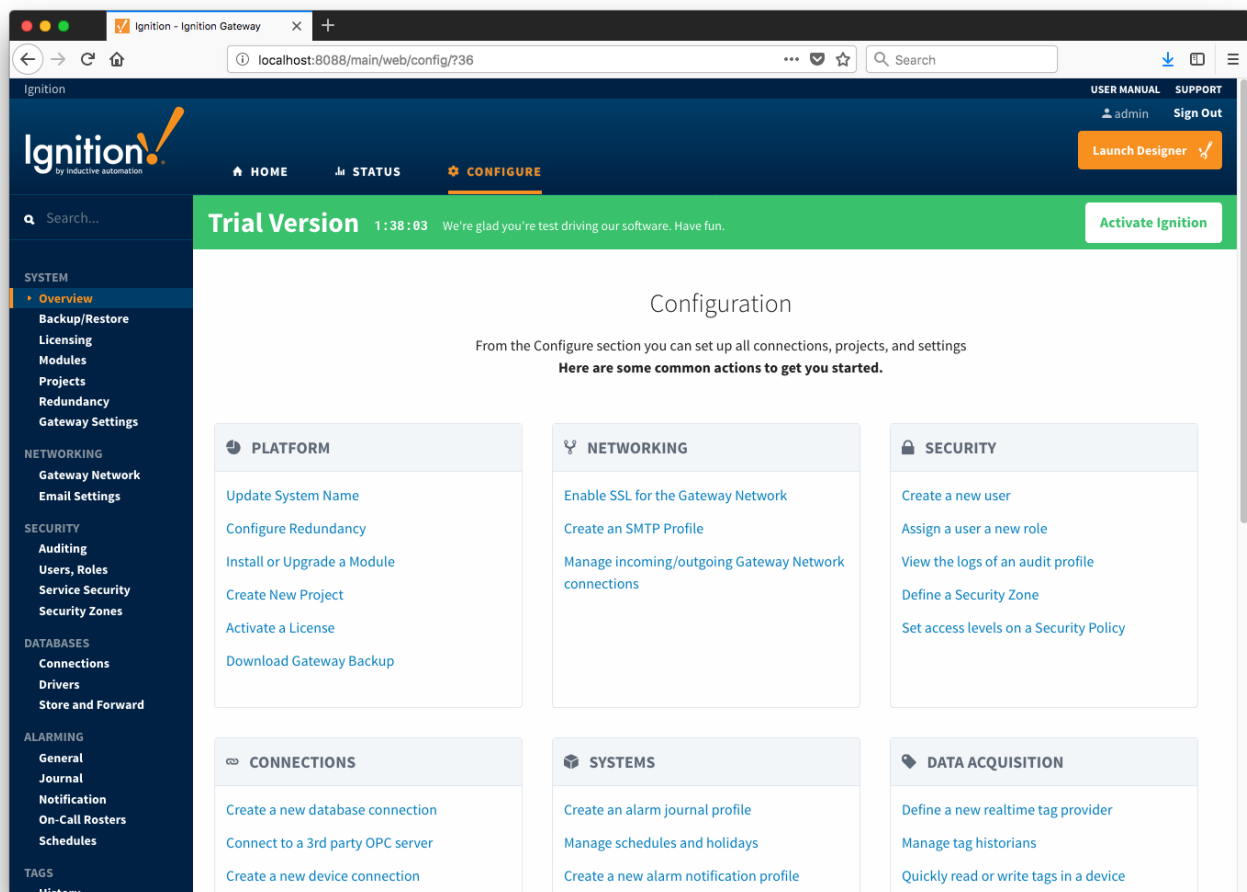 Ignition - Ignition Gateway
localhost:8088/main/web/config/?36
Search
Ignition
USER MANUAL SUPPORT
admin Sign Out
Ignition!
by inductive automation
Launch Designer
HOME STATUS CONFIGURE
Search...
Trial Version 1:38:03 We're glad you're test driving our software. Have fun.
Activate Ignition
SYSTEM
Overview
Backup/Restore
Licensing
Modules
Projects
Redundancy
Gateway Settings
NETWORKING
Gateway Network
Email Settings
SECURITY
Auditing
Users, Roles
Service Security
Security Zones
DATABASES
Connections
Drivers
Store and Forward
ALARMING
General
Journal
Notification
On-Call Rosters
Schedules
TAGS
History
Configuration
From the Configure section you can set up all connections, projects, and settings
Here are some common actions to get you started.
PLATFORM
Update System Name
Configure Redundancy
Install or Upgrade a Module
Create New Project
Activate a License
Download Gateway Backup
NETWORKING
Enable SSL for the Gateway Network
Create an SMTP Profile
Manage incoming/outgoing Gateway Network
connections
SECURITY
Create a new user
Assign a user a new role
View the logs of an audit profile
Define a Security Zone
Set access levels on a Security Policy
CONNECTIONS
Create a new database connection
Connect to a 3rd party OPC server
Create a new device connection
SYSTEMS
Create an alarm journal profile
Manage schedules and holidays
Create a new alarm notification profile
DATA ACQUISITION
Define a new realtime tag provider
Manage tag historians
Quickly read or write tags in a device